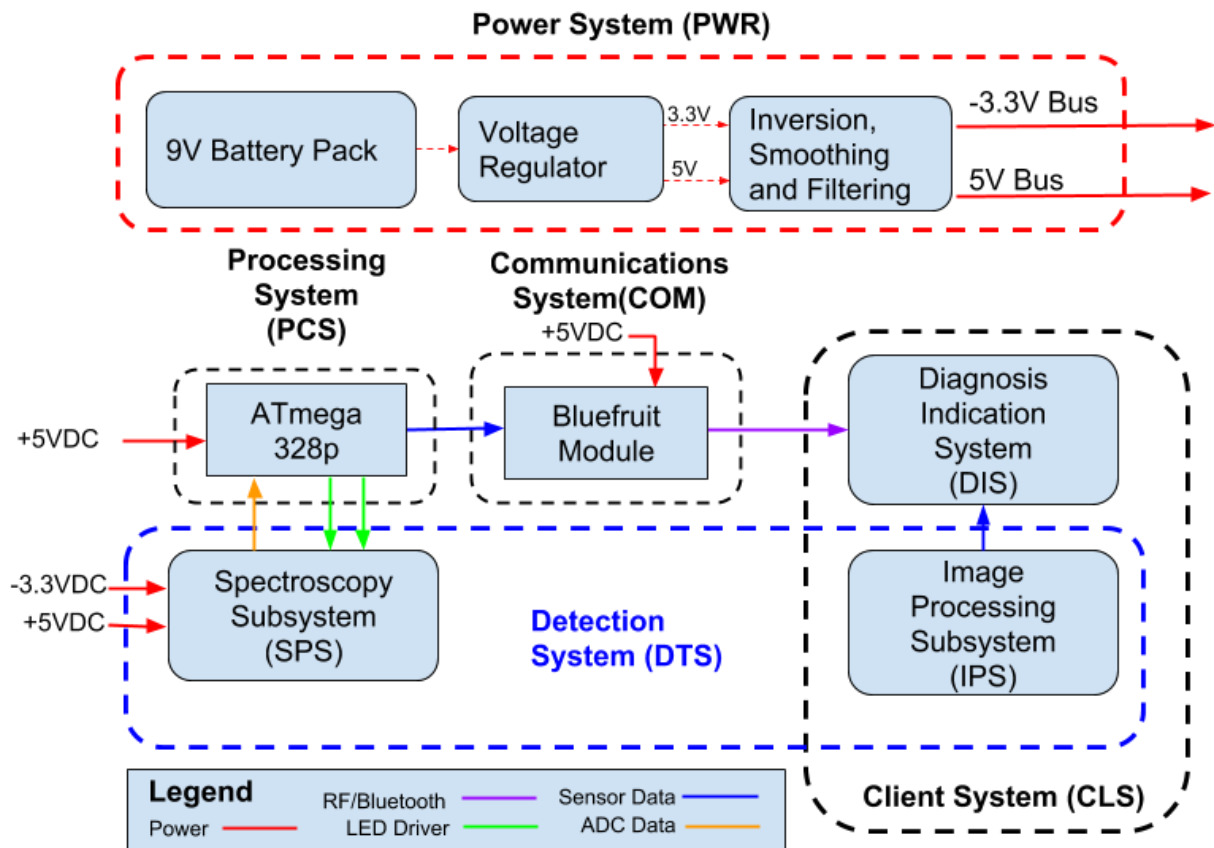 Power System (PWR)
9V Battery Pack
Voltage
Regulator
3.3V
5V
Inversion,
Smoothing
and Filtering
-3.3V Bus
5V Bus
Processing
System
(PCS)
Communications
System(COM)
+5VDC
+5VDC
ATmega
328p
Bluefruit
Module
Diagnosis
Indication
System
(DIS)
-3.3VDC
+5VDC
Spectroscopy
Subsystem
(SPS)
Detection
System (DTS)
Image
Processing
Subsystem
(IPS)
Client System (CLS)
Legend
Power
RF/Bluetooth
LED Driver
Sensor Data
ADC Data